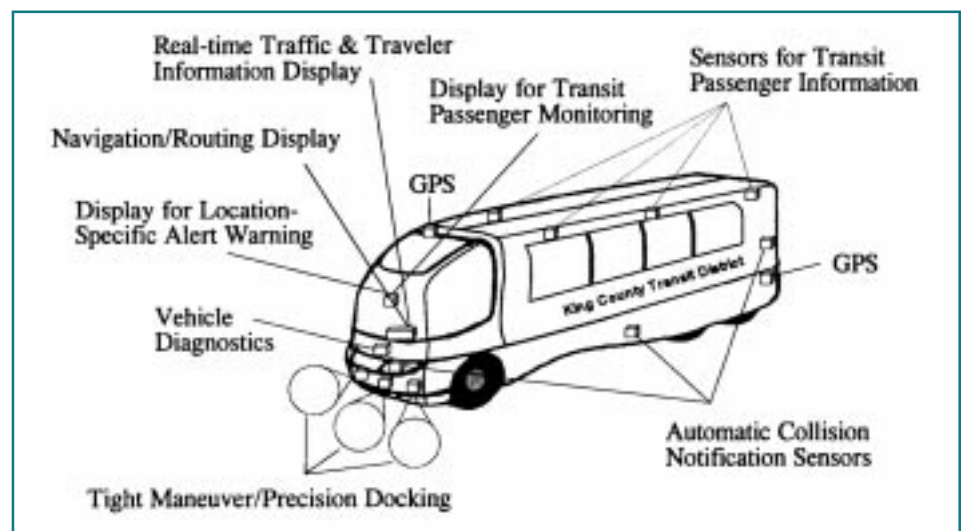 Real-time Traffic & Traveler
Information Display
Sensors for Transit
Passenger Information
Display for Transit
Passenger Monitoring
Navigation/Routing Display
GPS
Display for Location-
Specific Alert Warning
GPS
King County Transit District
Vehicle
Diagnostics
Automatic Collision
Notification Sensors
Tight Maneuver/Precision Docking